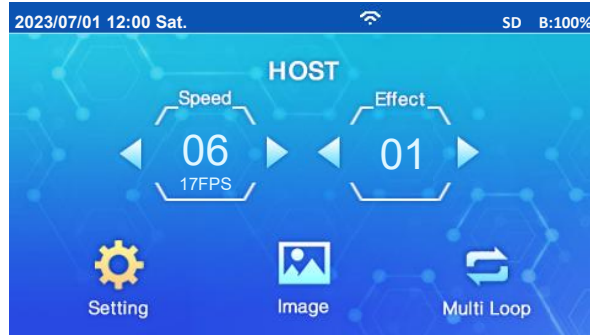 2023/07/01 12:00 Sat. SD B:100%
HOST
Speed Effect
06 01
17FPS
Setting Image Multi Loop